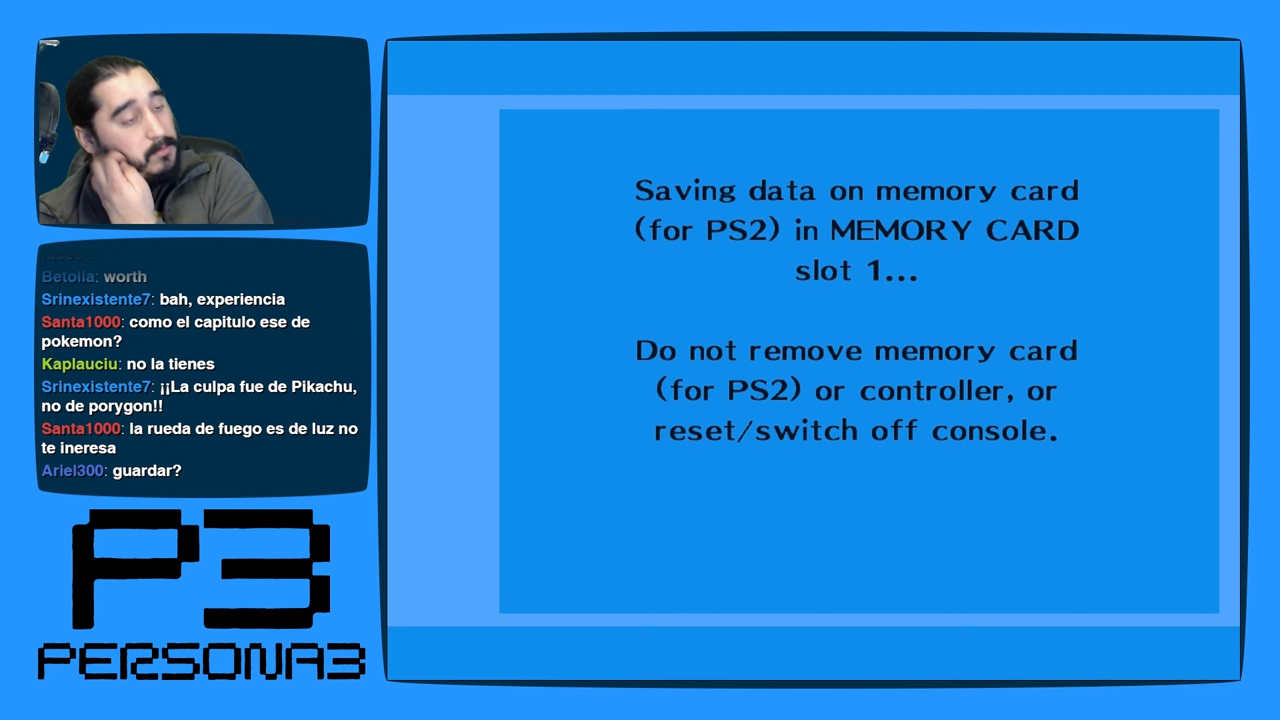 Betolla: worth
Srinexistente7: bah, experiencia
Santa1000: como el capitulo ese de
pokemon?
Kaplauciu: no la tienes
Srinexistente7: ¡¡La culpa fue de Pikachu,
no de porygon!!
Santa1000: la rueda de fuego es de luz no
te ineresa
Ariel300: guardar?
P3
PERSONA3
Saving data on memory card
(for PS2) in MEMORY CARD
slot 1...
Do not remove memory card
(for PS2) or controller, or
reset/switch off console.